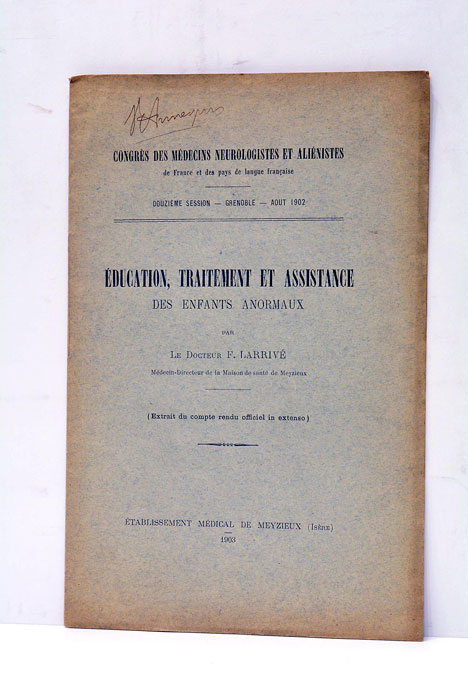 CONGRÈS DES MÉDECINS NEUROLOGISTES ET ALIÉNISTES
de France et des pays de langue française
DOUZIEME SESSION — GRENOBLE — AOUT 1902
ÉDUCATION, TRAITEMENT ET ASSISTANCE
DES ENFANTS ANORMAUX
PAR
LE DOCTEUR F. LARRIVÉ
Médecin-Directeur de la Maison de santé de Meyzieux
(Extrait du compte rendu officiel in extenso)
ÉTABLISSEMENT MÉDICAL DE MEYZIEUX (ISÈRE)
1903